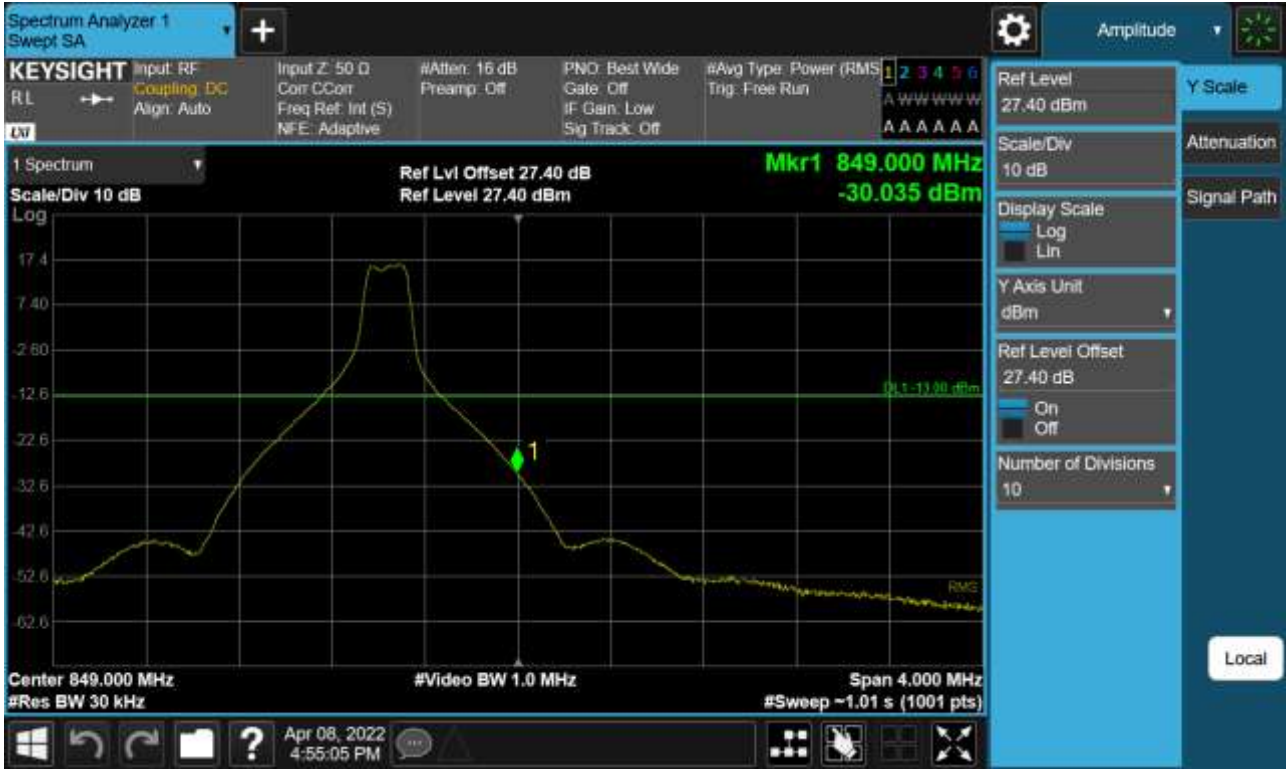 Spectrum Analyzer 1
Swept SA
Amplitude
KEYSIGHT
RL
LXI
Input: RF
Coupling: DC
Align: Auto
Input Z: 50 Ω
Corr CCorr
Freq Ref: Int (S)
NFE: Adaptive
#Atten: 16 dB
Preamp: Off
PNO: Best Wide
Gate: Off
IF Gain: Low
Sig Track: Off
#Avg Type: Power (RMS
Trig: Free Run
1 2 3 4 5 6
A W W W W W
A A A A A A
1 Spectrum
Scale/Div 10 dB
Log
Ref Lvl Offset 27.40 dB
Ref Level 27.40 dBm
Mkr1 849.000 MHz
-30.035 dBm
17.4
7.40
-2.60
-12.6
-22.6
-32.6
-42.6
-52.6
-62.6
DL1 -13.00 dBm
1
RMS
Center 849.000 MHz
#Res BW 30 kHz
#Video BW 1.0 MHz
Span 4.000 MHz
#Sweep ~1.01 s (1001 pts)
Ref Level
27.40 dBm
Scale/Div
10 dB
Display Scale
Log
Lin
Y Axis Unit
dBm
Ref Level Offset
27.40 dB
On
Off
Number of Divisions
10
Y Scale
Attenuation
Signal Path
Local
?
Apr 08, 2022
4:55:05 PM